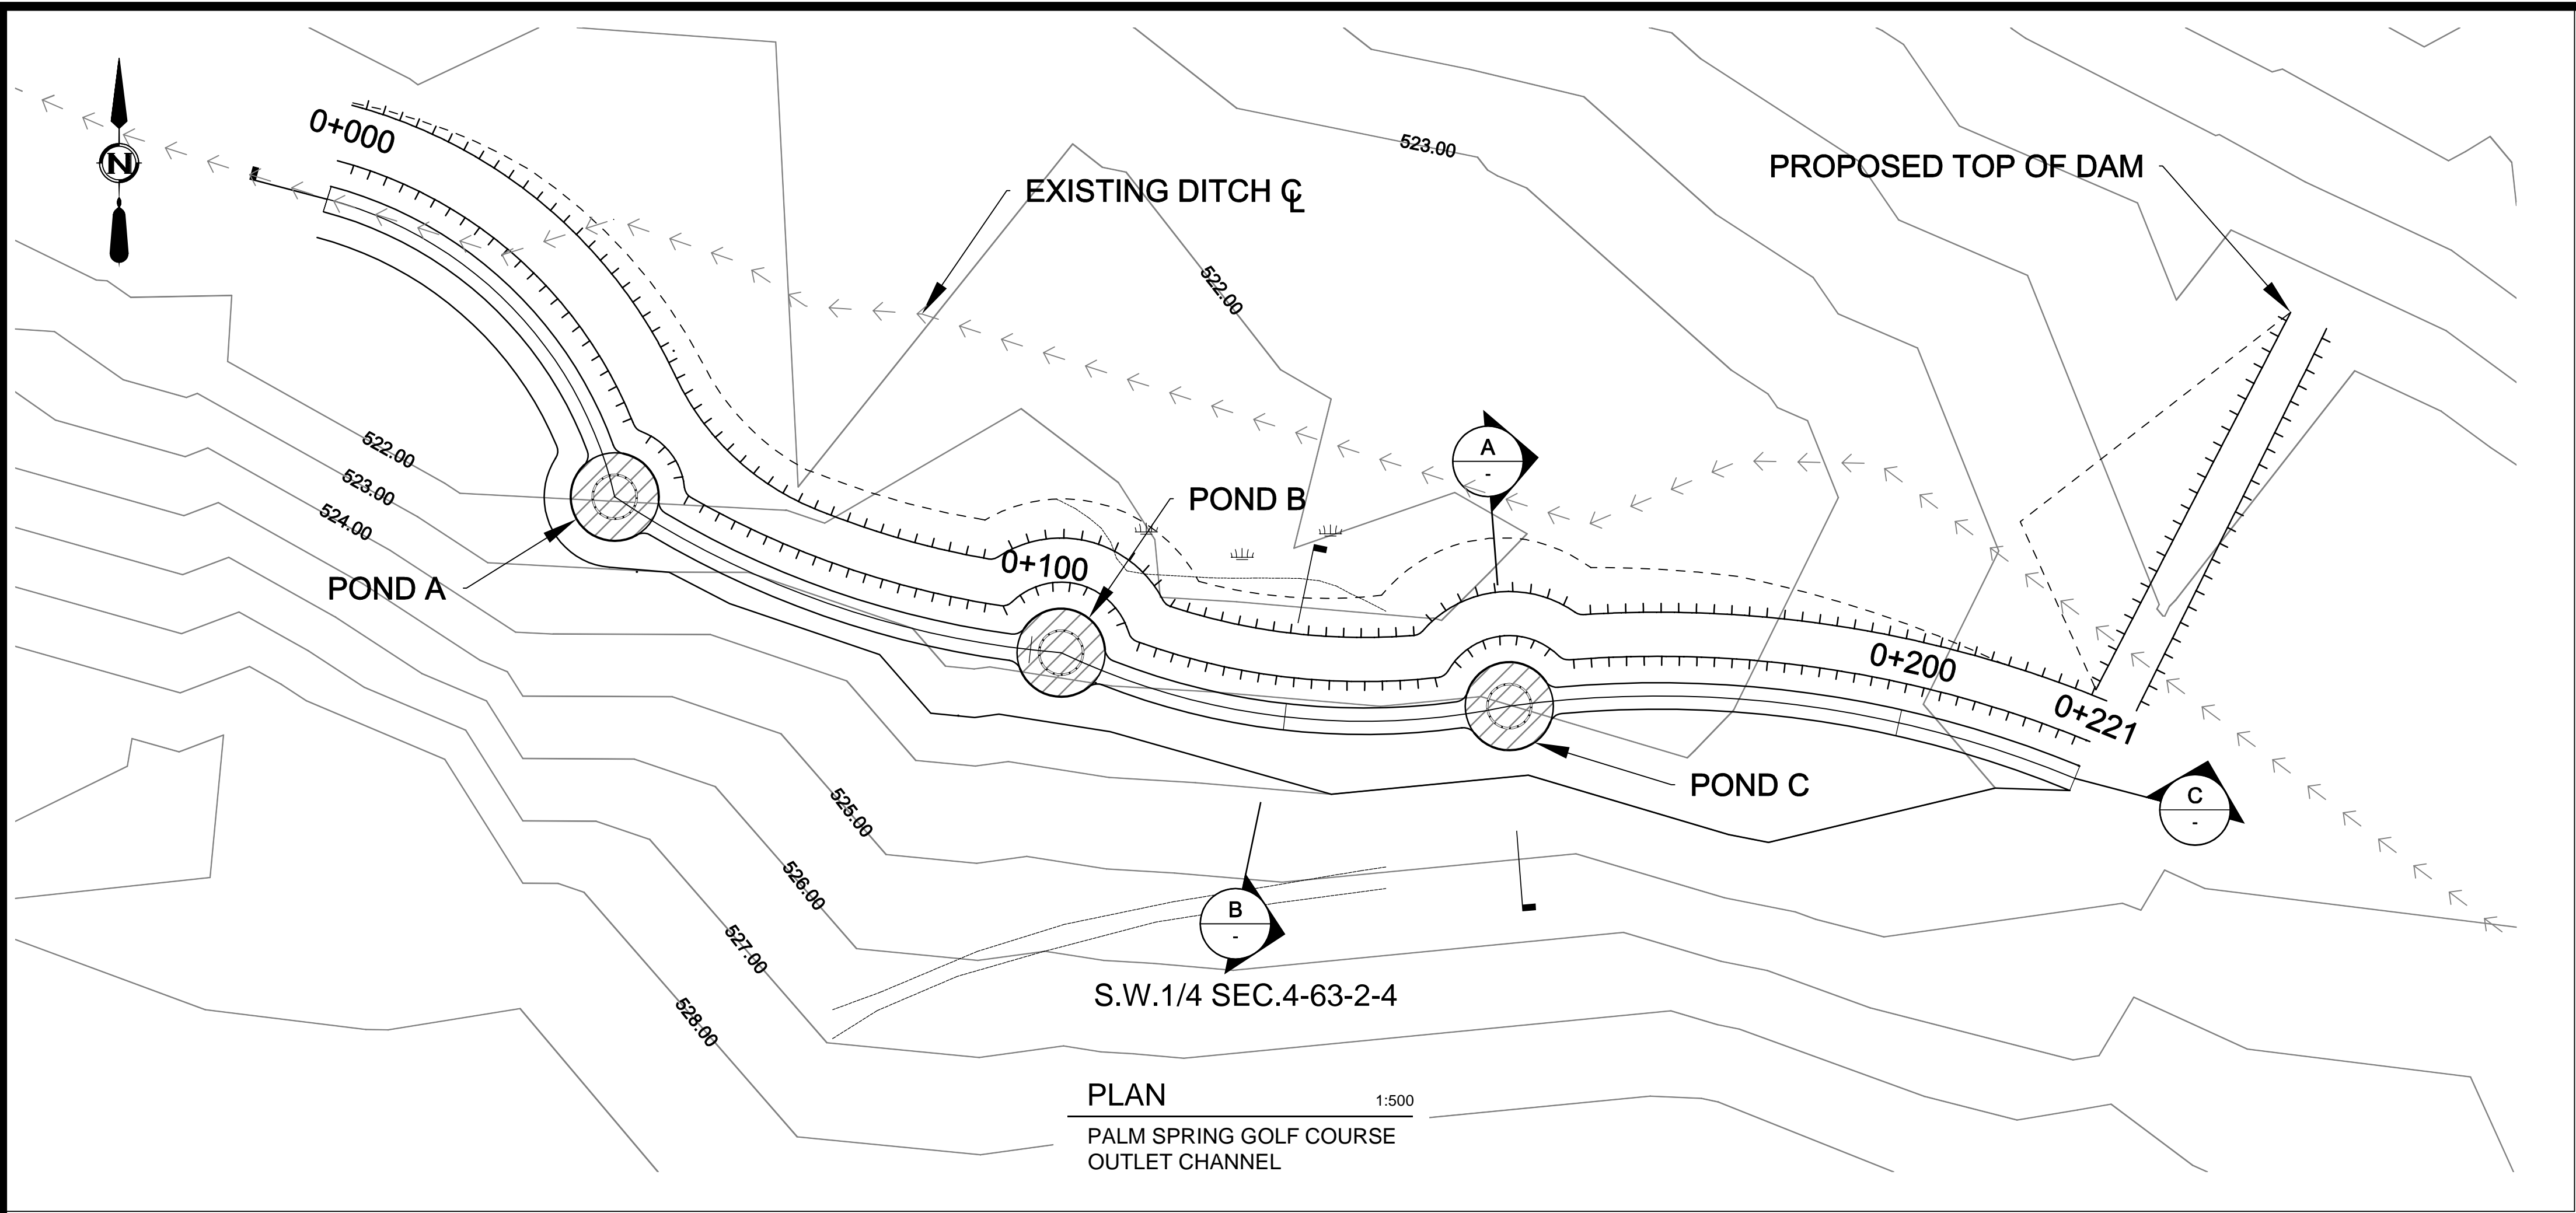 N
0+000
EXISTING DITCH ℄
523.00
PROPOSED TOP OF DAM
522.00
522.00
523.00
524.00
A
-
POND B
0+100
POND A
0+200
0+221
POND C
525.00
C
-
526.00
B
-
527.00
S.W.1/4 SEC.4-63-2-4
528.00
PLAN 1:500
PALM SPRING GOLF COURSE
OUTLET CHANNEL